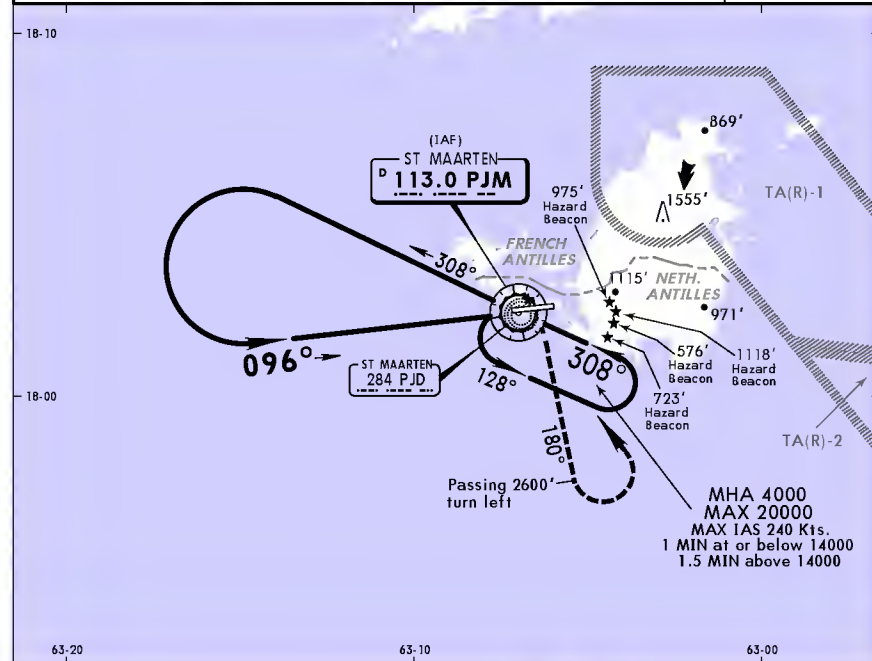 18-10
(IAF)
ST MAARTEN
D 113.0 PJM
869'
975'
Hazard
Beacon
1555'
TA(R)-1
FRENCH
ANTILLES
308°
1115'
NETH.
ANTILLES
971'
096°
ST MAARTEN
284 PJD
128°
308°
576'
Hazard
Beacon
1118'
Hazard
Beacon
723'
Hazard
Beacon
18-00
TA(R)-2
180°
Passing 2600'
turn left
MHA 4000
MAX 20000
MAX IAS 240 Kts.
1 MIN at or below 14000
1.5 MIN above 14000
63-20
63-10
63-00